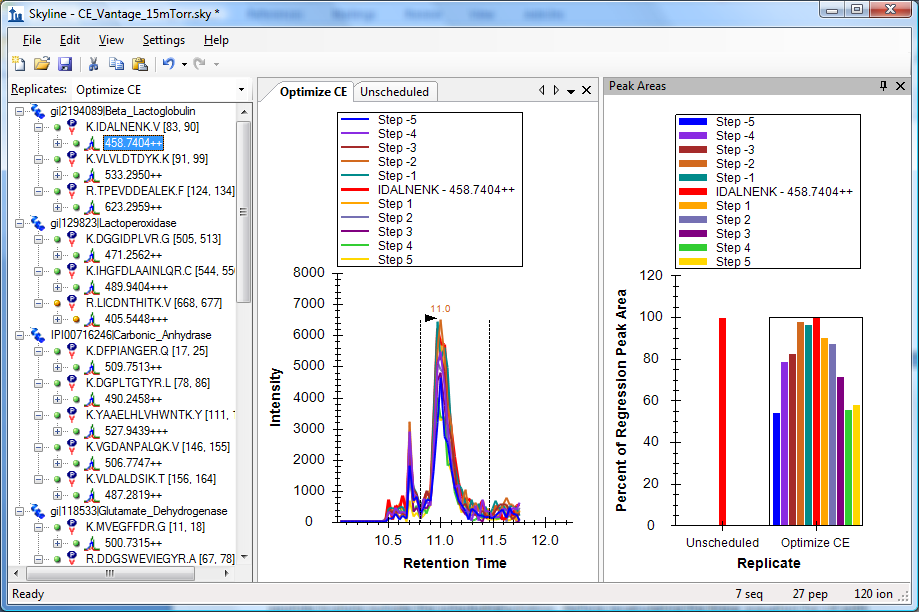 Skyline - CE_Vantage_15mTorr.sky *
File Edit View Settings Help
Replicates: Optimize CE
gi|2194089|Beta_Lactoglobulin
K.IDALNENK.V [83, 90]
458.7404++
K.VLVLDTDYK.K [91, 99]
533.2950++
R.TPEVDDEALEK.F [124, 134]
623.2959++
gi|129823|Lactoperoxidase
K.DGGIDPLVR.G [505, 513]
471.2562++
K.IHGFDLAAINLQR.C [544, 55
489.9404+++
R.LICDNTHITK.V [668, 677]
405.5448+++
IPI00716246|Carbonic_Anhydrase
K.DFPIANGER.Q [17, 25]
509.7513++
K.DGPLTGTYR.L [78, 86]
490.2458++
K.YAAELHLVHWNTK.Y [111,
527.9439+++
K.VGDANPALQK.V [146, 155]
506.7747++
K.VLDALDSIK.T [156, 164]
487.2819++
gi|118533|Glutamate_Dehydrogenase
K.MVEGFFDR.G [11, 18]
500.7315++
R.DDGSWEVIEGYR.A [67, 78]
Optimize CE Unscheduled
Step -5
Step -4
Step -3
Step -2
Step -1
IDALNENK - 458.7404++
Step 1
Step 2
Step 3
Step 4
Step 5
8000
7000
6000
5000
4000
3000
2000
1000
0
Intensity
11.0
10.5 11.0 11.5 12.0
Retention Time
Peak Areas
Step -5
Step -4
Step -3
Step -2
Step -1
IDALNENK - 458.7404++
Step 1
Step 2
Step 3
Step 4
Step 5
120
100
80
60
40
20
0
Percent of Regression Peak Area
Unscheduled Optimize CE
Replicate
Ready 7 seq 27 pep 120 ion